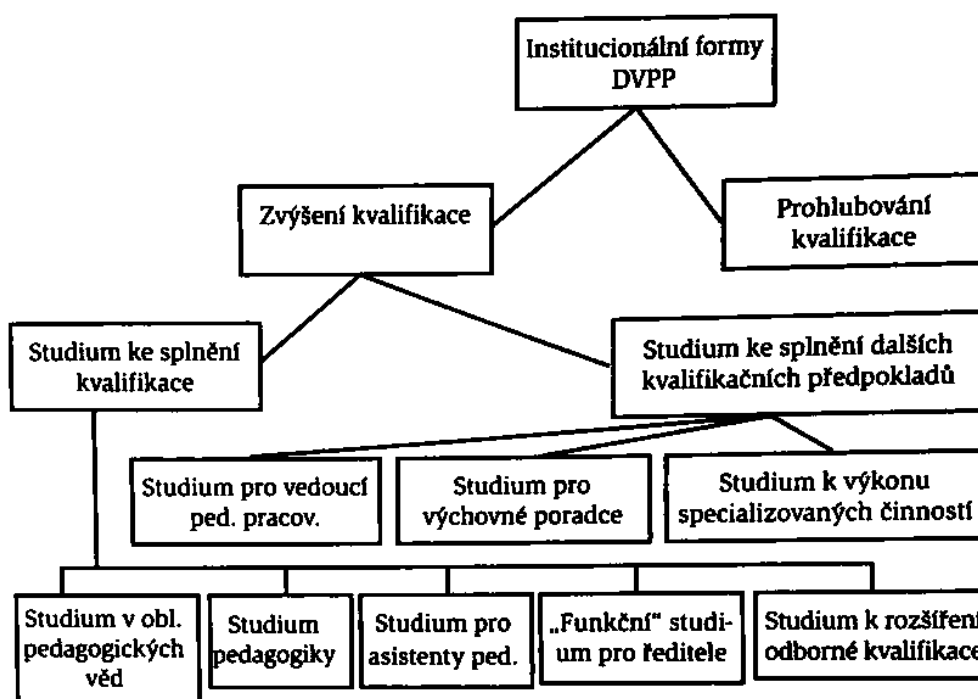 Institucionální formy
DVPP
Zvýšení kvalifikace
Prohlubování
kvalifikace
Studium ke splnění
kvalifikace
Studium ke splnění dalších
kvalifikačních předpokladů
Studium pro vedoucí
ped. pracov.
Studium pro
výchovné poradce
Studium k výkonu
specializovaných činností
Studium v obl.
pedagogických
věd
Studium
pedagogiky
Studium pro
asistenty ped.
„Funkční“ studi-
um pro ředitele
Studium k rozšíření
odborné kvalifikace